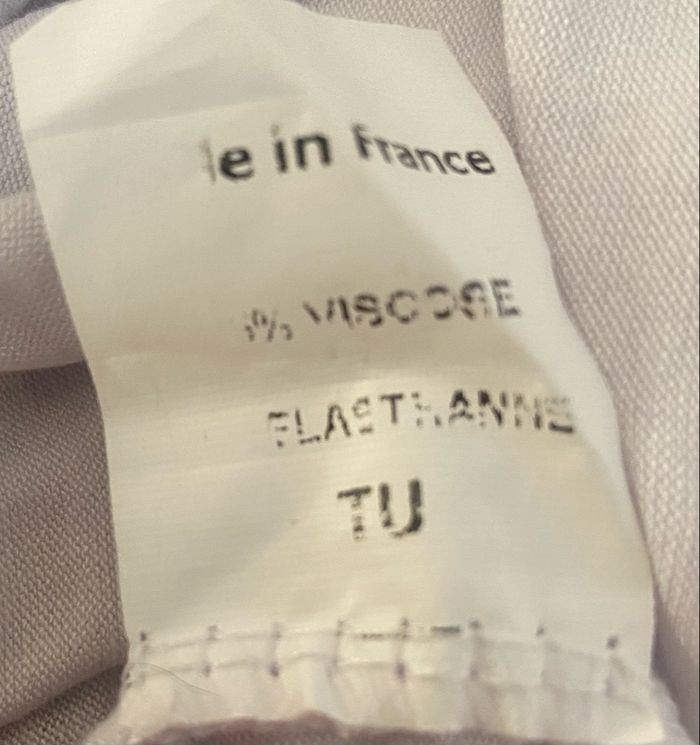 e in France
% VISCOSE
ELASTHANNE
TU